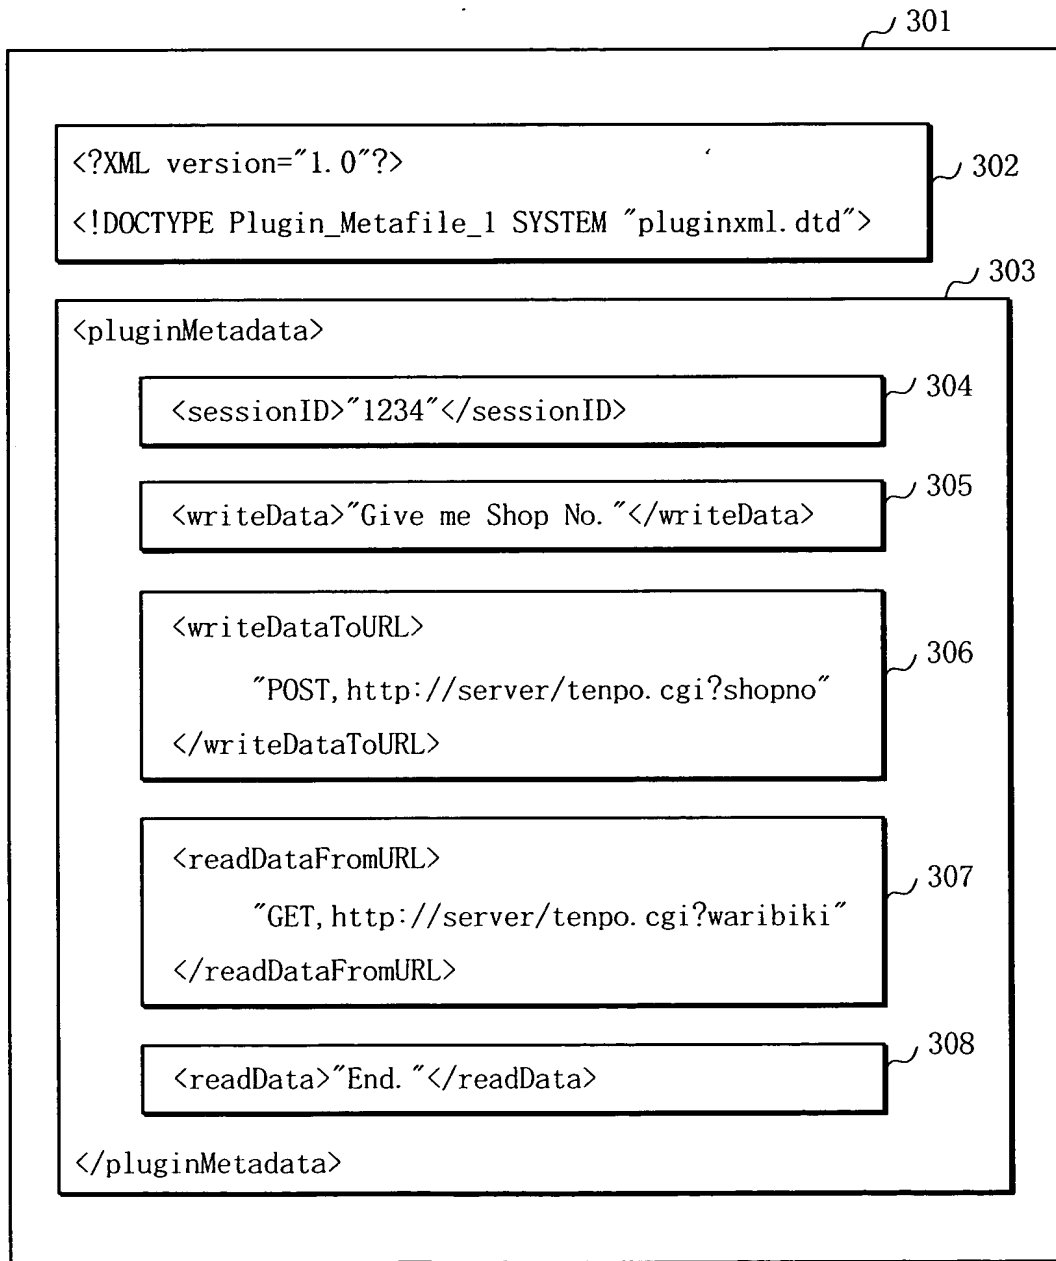 301
<?XML version="1.0"?>
302
<!DOCTYPE Plugin_Metafile_1 SYSTEM "pluginxml.dtd">
303
<pluginMetadata>
304
<sessionID>"1234"</sessionID>
305
<writeData>"Give me Shop No."</writeData>
<writeDataToURL>
306
"POST,http://server/tenpo.cgi?shopno"
</writeDataToURL>
<readDataFromURL>
307
"GET,http://server/tenpo.cgi?waribiki"
</readDataFromURL>
308
<readData>"End."</readData>
</pluginMetadata>